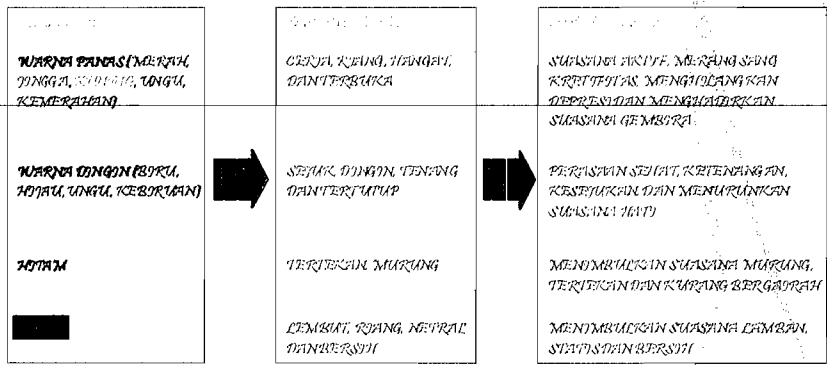 WARNA PANAS (MERAH,
JINGGA, KUNING, UNGU,
KEMERAHAN)
CERIA, RIANG, HANGAT,
DAN TERBUKA
SUASANA AKTIF, MERANGSANG
KREATIFITAS, MENGHILANGKAN
DEPRESI DAN MENGHADIRKAN
SUASANA GEMBIRA
WARNA DINGIN (BIRU,
HIJAU, UNGU, KEBIRUAN)
SEJUK, DINGIN, TENANG
DAN TERTUTUP
PERASAAN SEHAT, KETENANGAN,
KESEJUKAN DAN MENURUNKAN
SUASANA HATI
HITAM
TERTEKAN, MURUNG
MENIMBULKAN SUASANA MURUNG,
TERTEKAN DAN KURANG BERGAIRAH
LEMBUT, RIANG, NETRAL
DAN BERSIH
MENIMBULKAN SUASANA LAMBAN,
STATIS DAN BERSIH